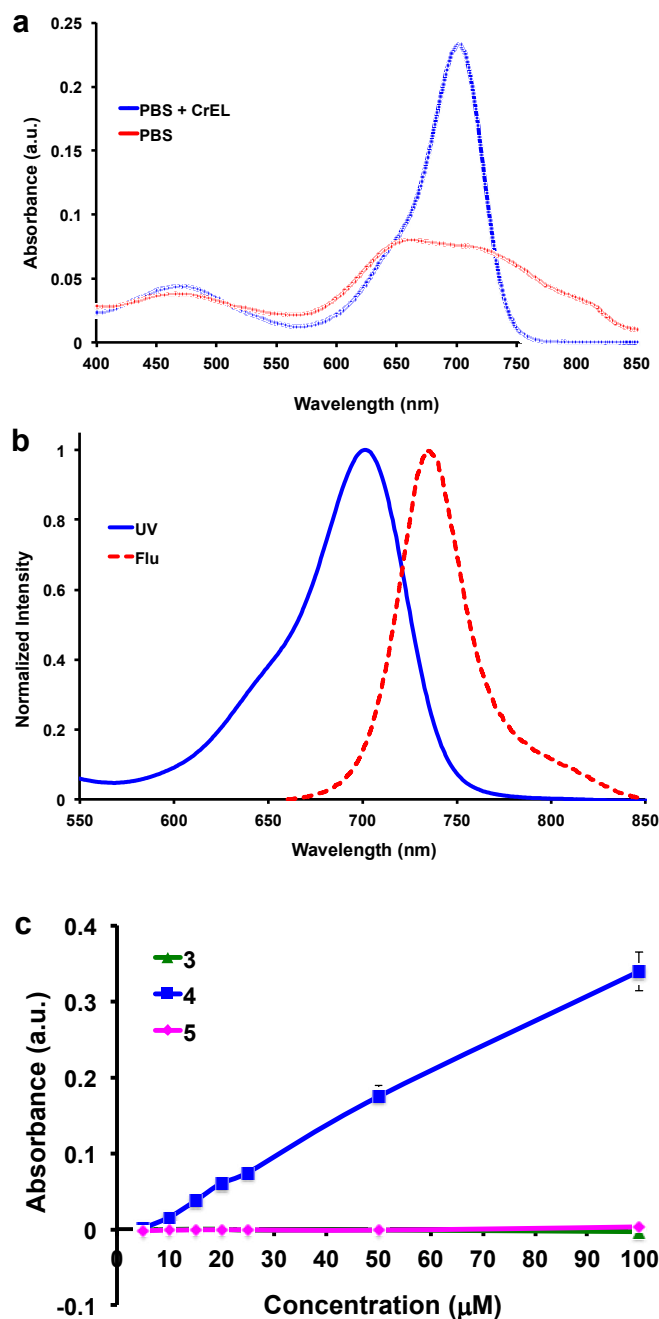 a
0.25
0.2
0.15
0.1
0.05
0
Absorbance (a.u.)
PBS + CrEL
PBS
400 450 500 550 600 650 700 750 800 850
Wavelength (nm)
b
1
0.8
0.6
0.4
0.2
0
Normalized Intensity
UV
Flu
550 600 650 700 750 800 850
Wavelength (nm)
c
0.4
0.3
0.2
0.1
0
-0.1
Absorbance (a.u.)
3
4
5
0 10 20 30 40 50 60 70 80 90 100
Concentration (μM)